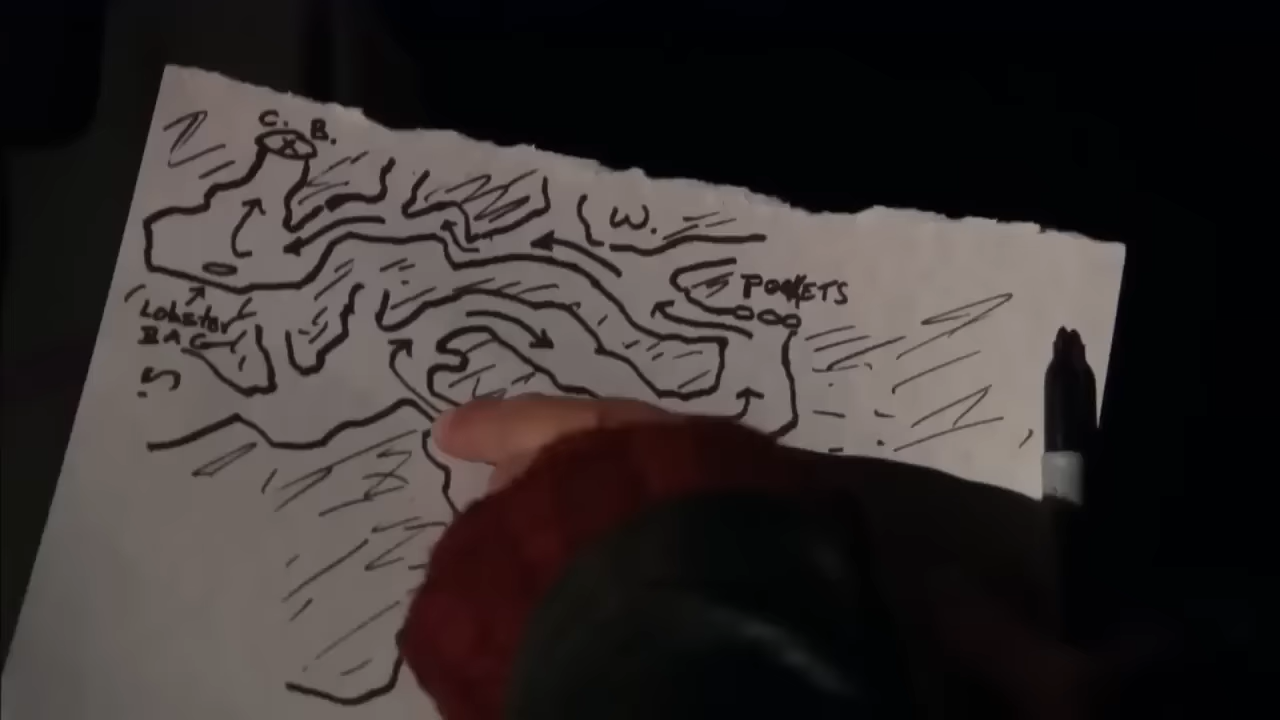 C. B.
W.
POCKETS
LOBSTER
BAG
S